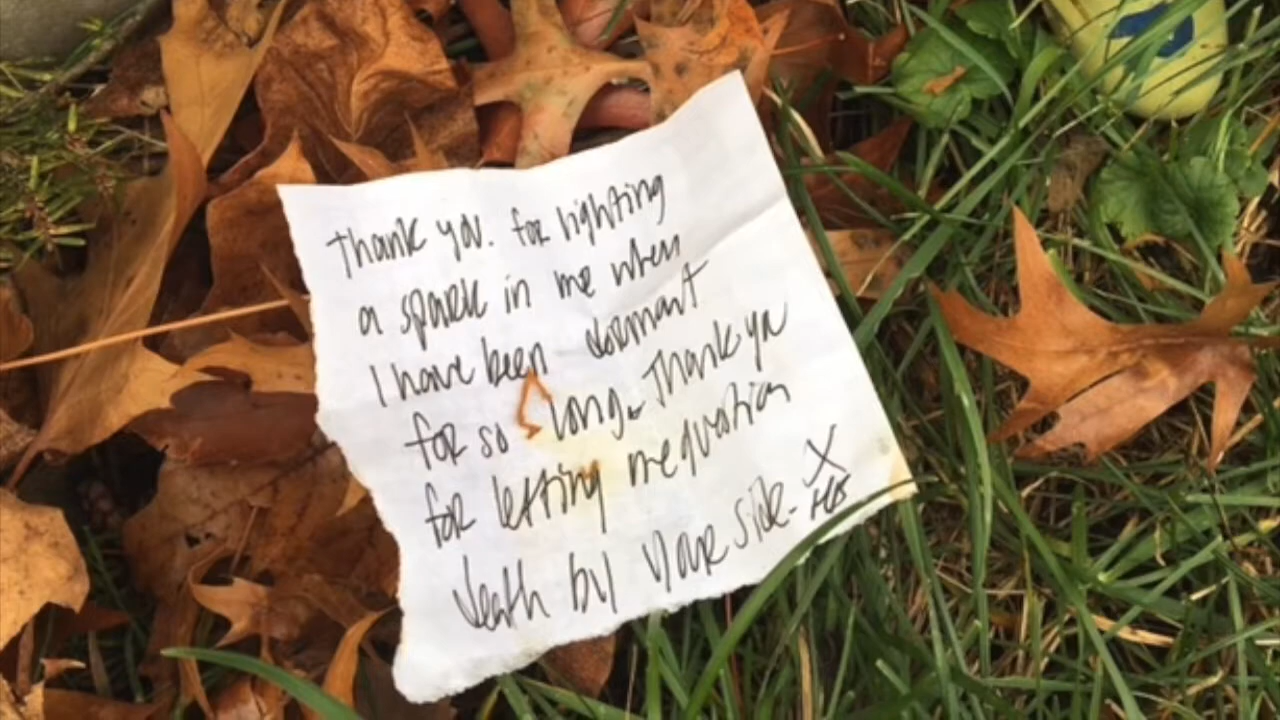 Thank you. for lighting
a spark in me when
I have been dormant
for so long. Thank you
for letting me question
death by your side- X
HB